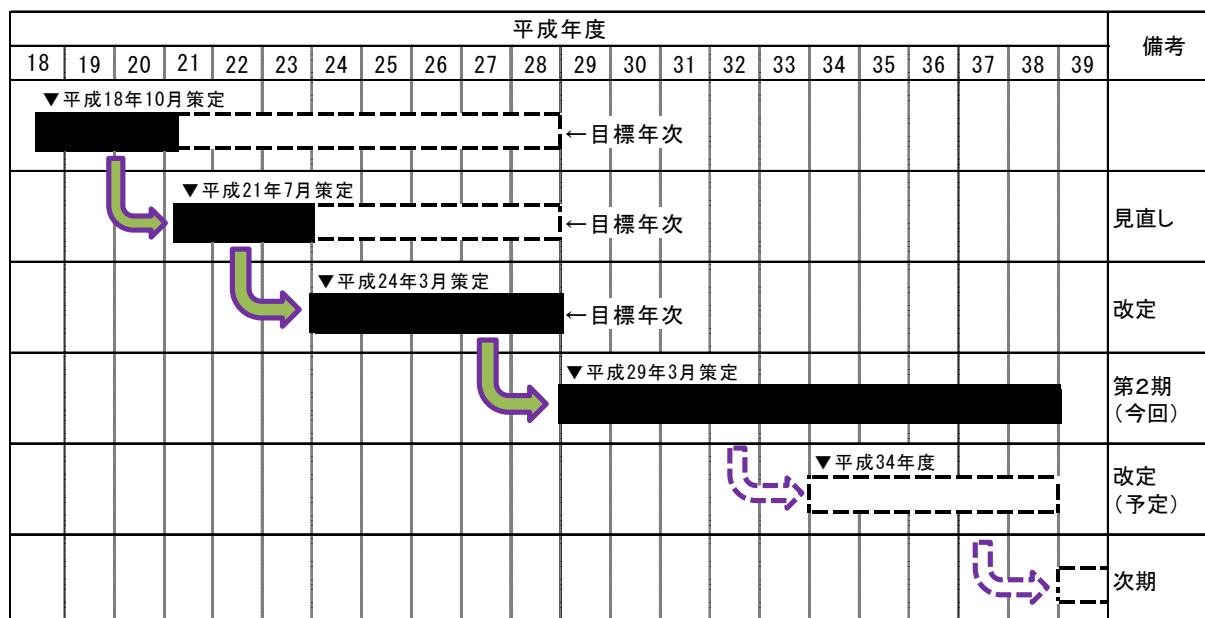 平成年度
備考
18 19 20 21 22 23 24 25 26 27 28 29 30 31 32 33 34 35 36 37 38 39
▼平成18年10月策定
←目標年次
▼平成21年7月策定
←目標年次
見直し
▼平成24年3月策定
←目標年次
改定
▼平成29年3月策定
第2期
（今回）
▼平成34年度
改定
（予定）
次期